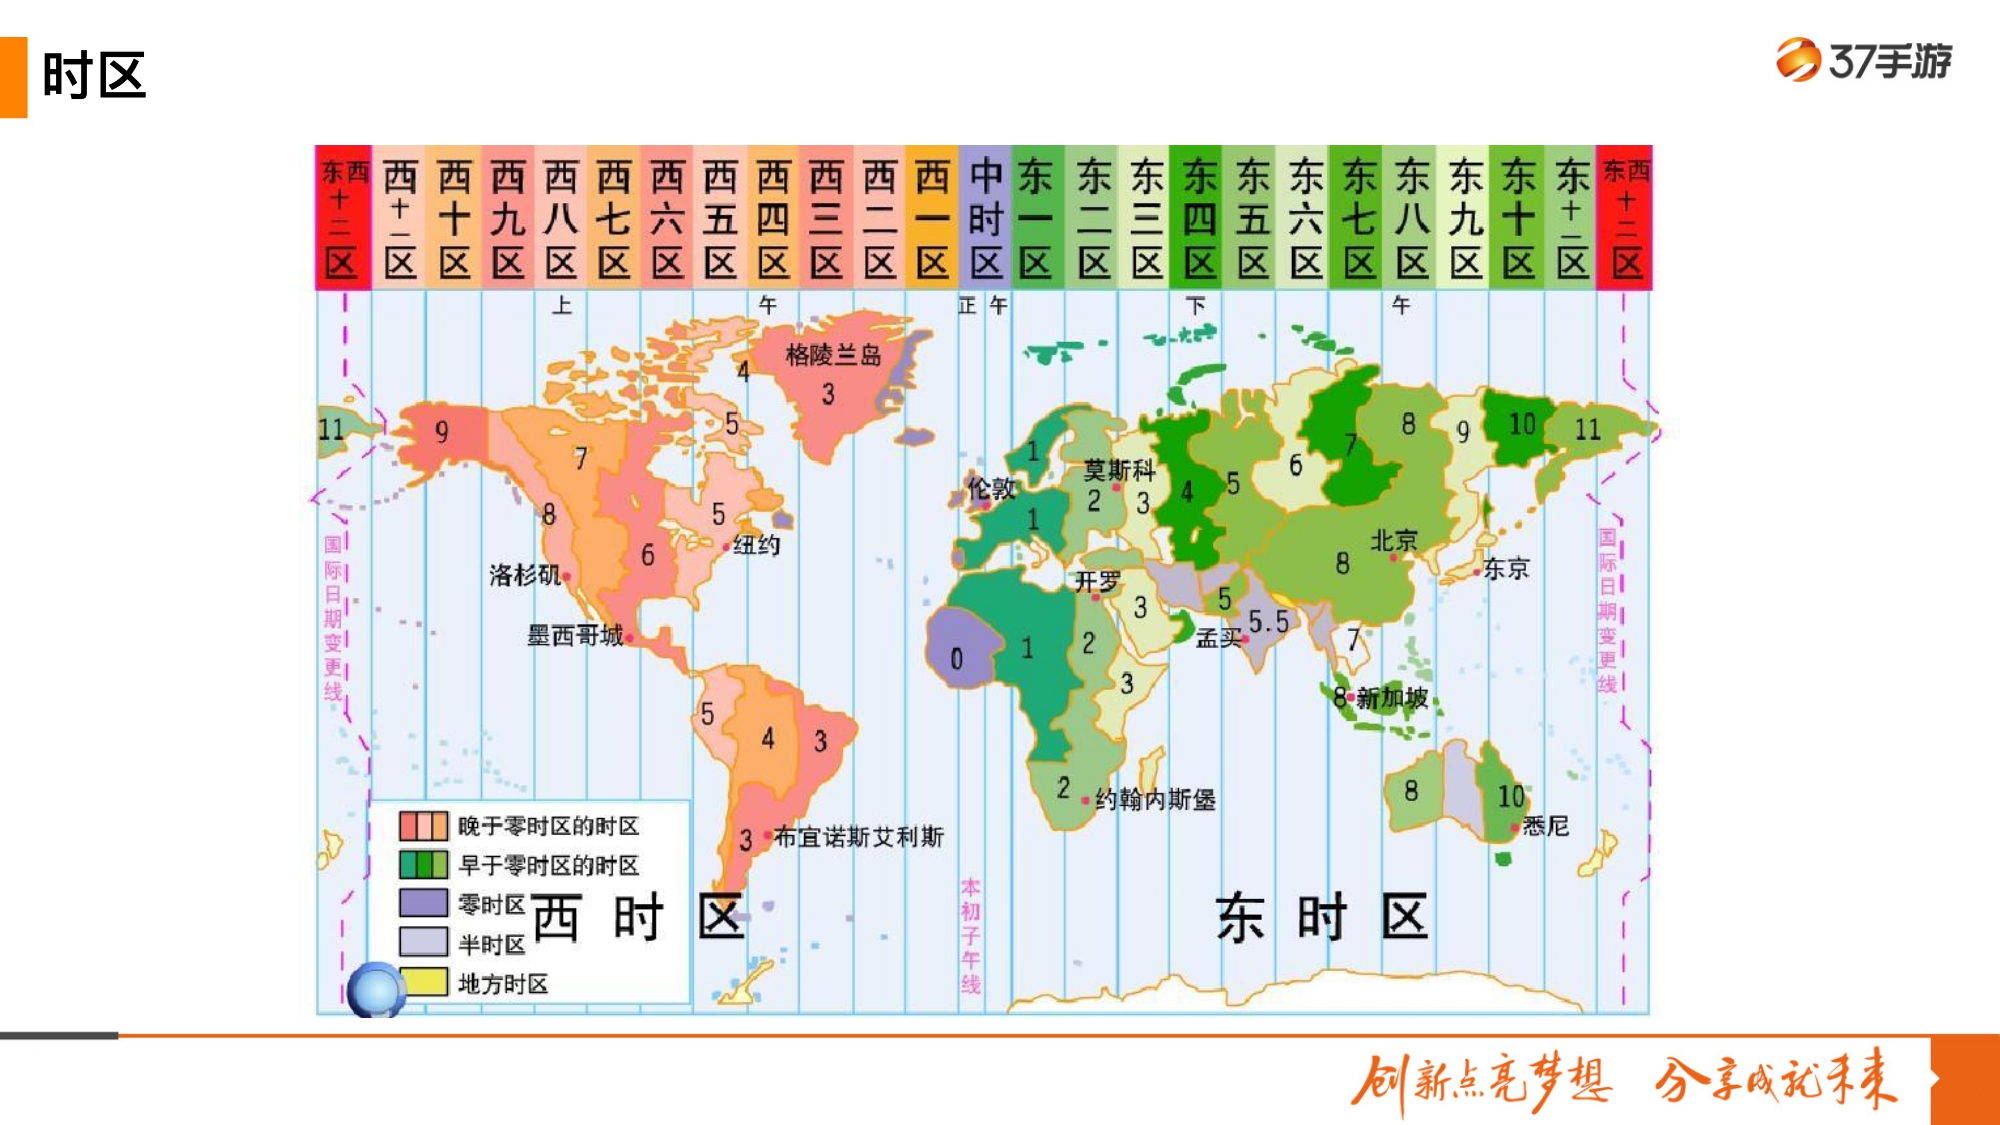 时区
37手游
东西十二区 西十一区 西十区 西九区 西八区 西七区 西六区 西五区 西四区 西三区 西二区 西一区 中时区 东一区 东二区 东三区 东四区 东五区 东六区 东七区 东八区 东九区 东十区 东十一区 东西十二区
上 午 正午 下 午
格陵兰岛
4
3
11
9
5
7
8
5
6
纽约
洛杉矶
墨西哥城
5
4
3
3
布宜诺斯艾利斯
1
伦敦
莫斯科
2
3
4
5
6
7
8
9
10
11
1
北京
8
东京
开罗
3
5
5.5
孟买
7
0
1
2
3
8
新加坡
2
约翰内斯堡
8
10
悉尼
国际日期变更线
国际日期变更线
本初子午线
晚于零时区的时区
早于零时区的时区
零时区
半时区
地方时区
西时区
东时区
创新点亮梦想 分享成就未来